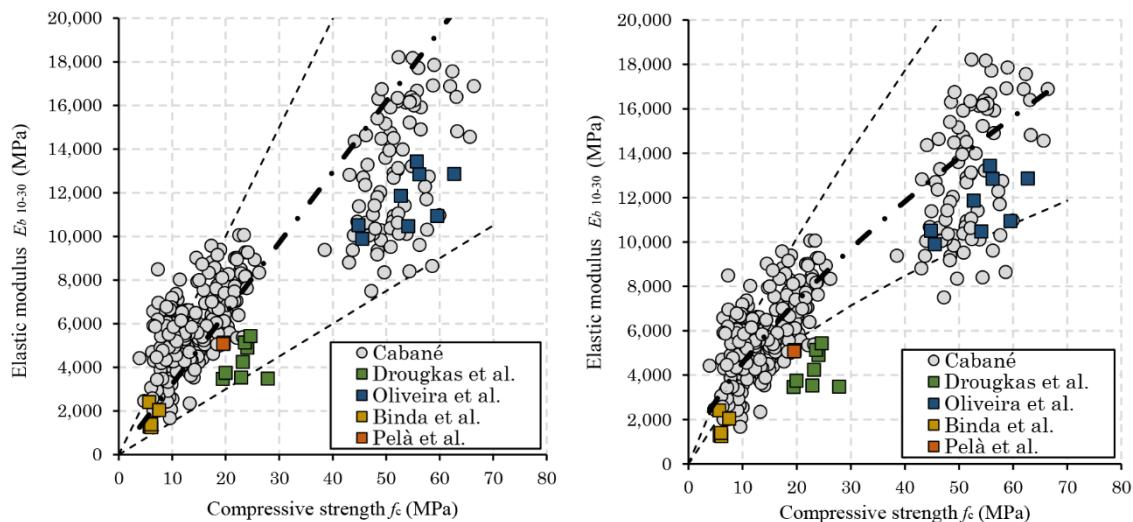 20,000
18,000
16,000
14,000
12,000
10,000
8,000
6,000
4,000
2,000
0
Elastic modulus E_b 10-30 (MPa)
Cabané
Drougkas et al.
Oliveira et al.
Binda et al.
Pelà et al.
0 10 20 30 40 50 60 70 80
Compressive strength f_c (MPa)
20,000
18,000
16,000
14,000
12,000
10,000
8,000
6,000
4,000
2,000
0
Elastic modulus E_b 10-30 (MPa)
Cabané
Drougkas et al.
Oliveira et al.
Binda et al.
Pelà et al.
0 10 20 30 40 50 60 70 80
Compressive strength f_c (MPa)